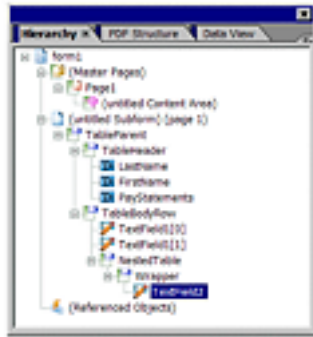 Hierarchy PDF Structure Data View
form1
(Master Pages)
Page1
(untitled Content Area)
(untitled Subform) (page 1)
TableParent
TableHeader
LastName
FirstName
PayStatements
TableBodyRow
TextField1[0]
TextField1[1]
NestedTable
Wrapper
TextField2
(Referenced Objects)